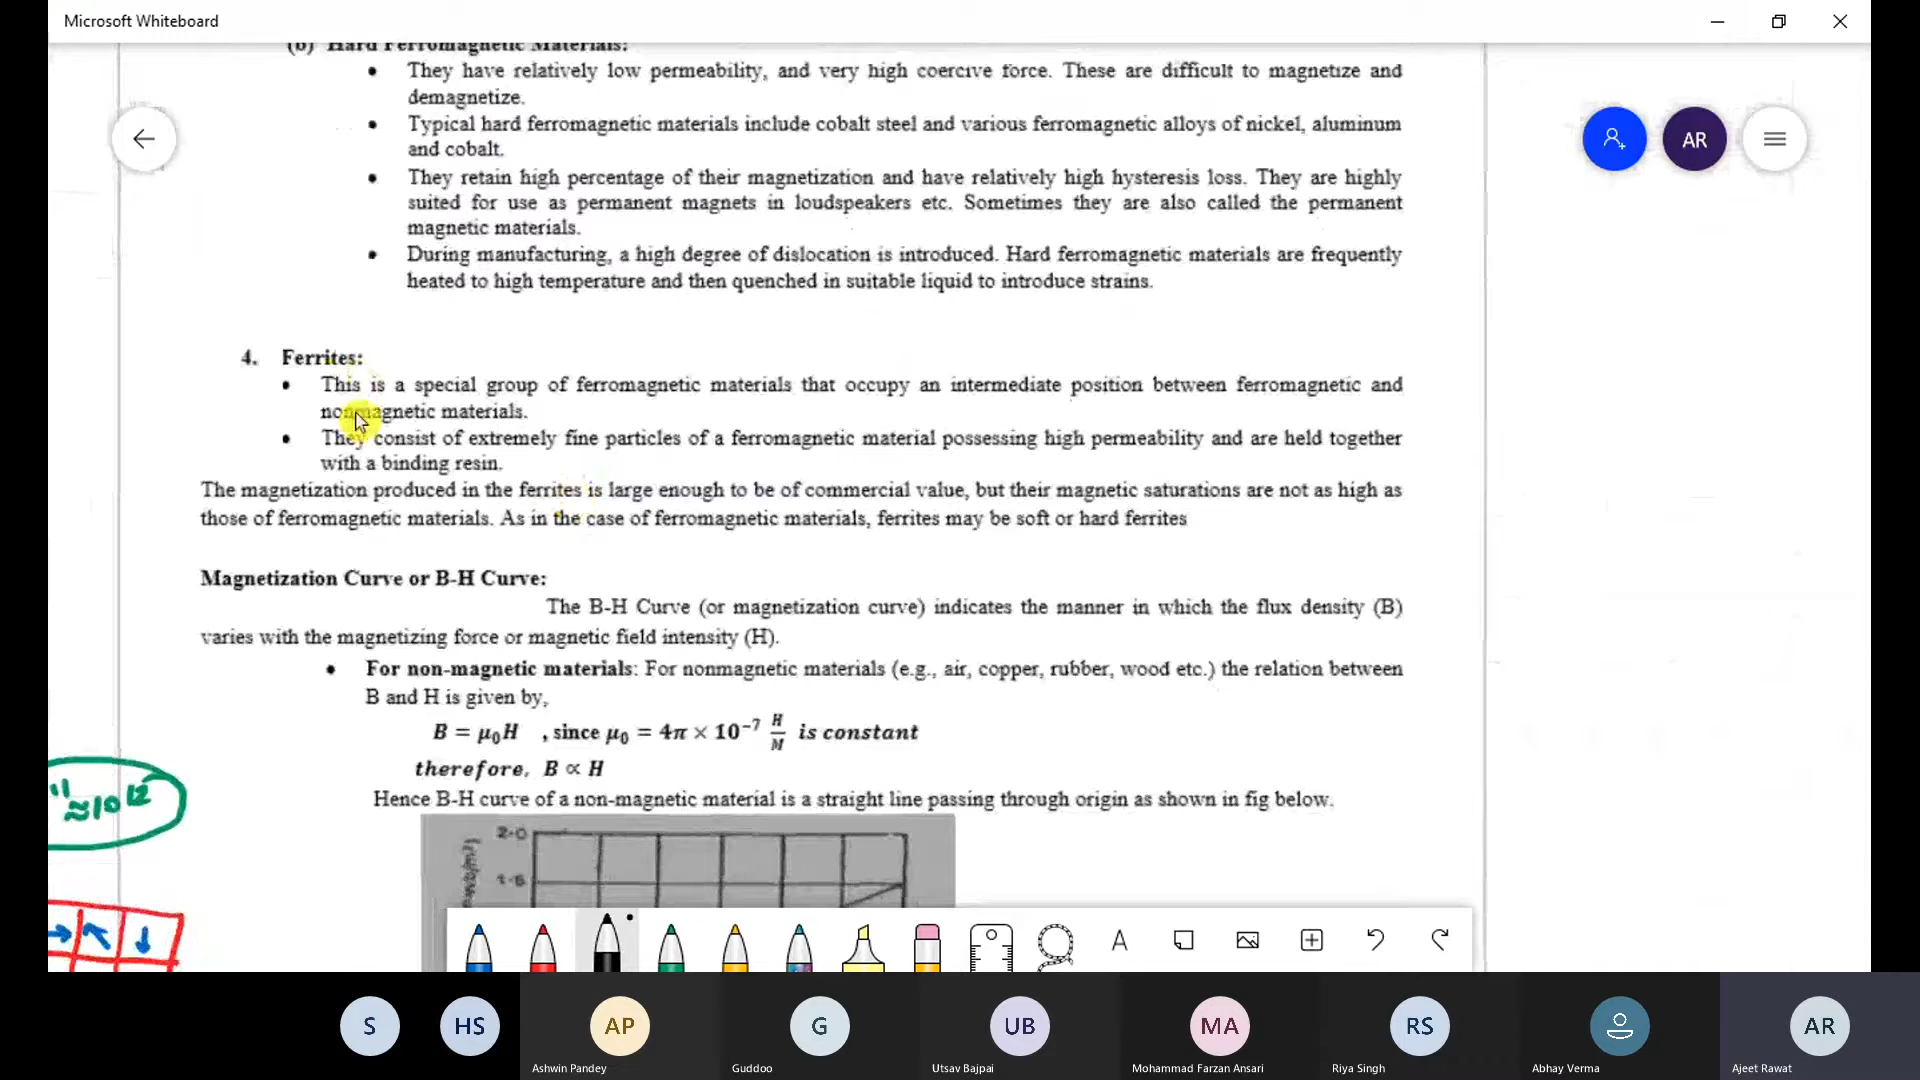 Microsoft Whiteboard
(b) Hard Ferromagnetic Materials:
• They have relatively low permeability, and very high coercive force. These are difficult to magnetize and
demagnetize.
• Typical hard ferromagnetic materials include cobalt steel and various ferromagnetic alloys of nickel, aluminum
and cobalt.
• They retain high percentage of their magnetization and have relatively high hysteresis loss. They are highly
suited for use as permanent magnets in loudspeakers etc. Sometimes they are also called the permanent
magnetic materials.
• During manufacturing, a high degree of dislocation is introduced. Hard ferromagnetic materials are frequently
heated to high temperature and then quenched in suitable liquid to introduce strains.
AR
4. Ferrites:
• This is a special group of ferromagnetic materials that occupy an intermediate position between ferromagnetic and
nonmagnetic materials.
• They consist of extremely fine particles of a ferromagnetic material possessing high permeability and are held together
with a binding resin.
The magnetization produced in the ferrites is large enough to be of commercial value, but their magnetic saturations are not as high as
those of ferromagnetic materials. As in the case of ferromagnetic materials, ferrites may be soft or hard ferrites
Magnetization Curve or B-H Curve:
The B-H Curve (or magnetization curve) indicates the manner in which the flux density (B)
varies with the magnetizing force or magnetic field intensity (H).
• For non-magnetic materials: For nonmagnetic materials (e.g., air, copper, rubber, wood etc.) the relation between
B and H is given by,
B = μ₀H , since μ₀ = 4π × 10⁻⁷ H/M is constant
therefore, B ∝ H
Hence B-H curve of a non-magnetic material is a straight line passing through origin as shown in fig below.
≈10¹²
2·0
1·6
A
S
HS
AP
G
UB
MA
RS
AR
Ashwin Pandey
Guddoo
Utsav Bajpai
Mohammad Farzan Ansari
Riya Singh
Abhay Verma
Ajeet Rawat